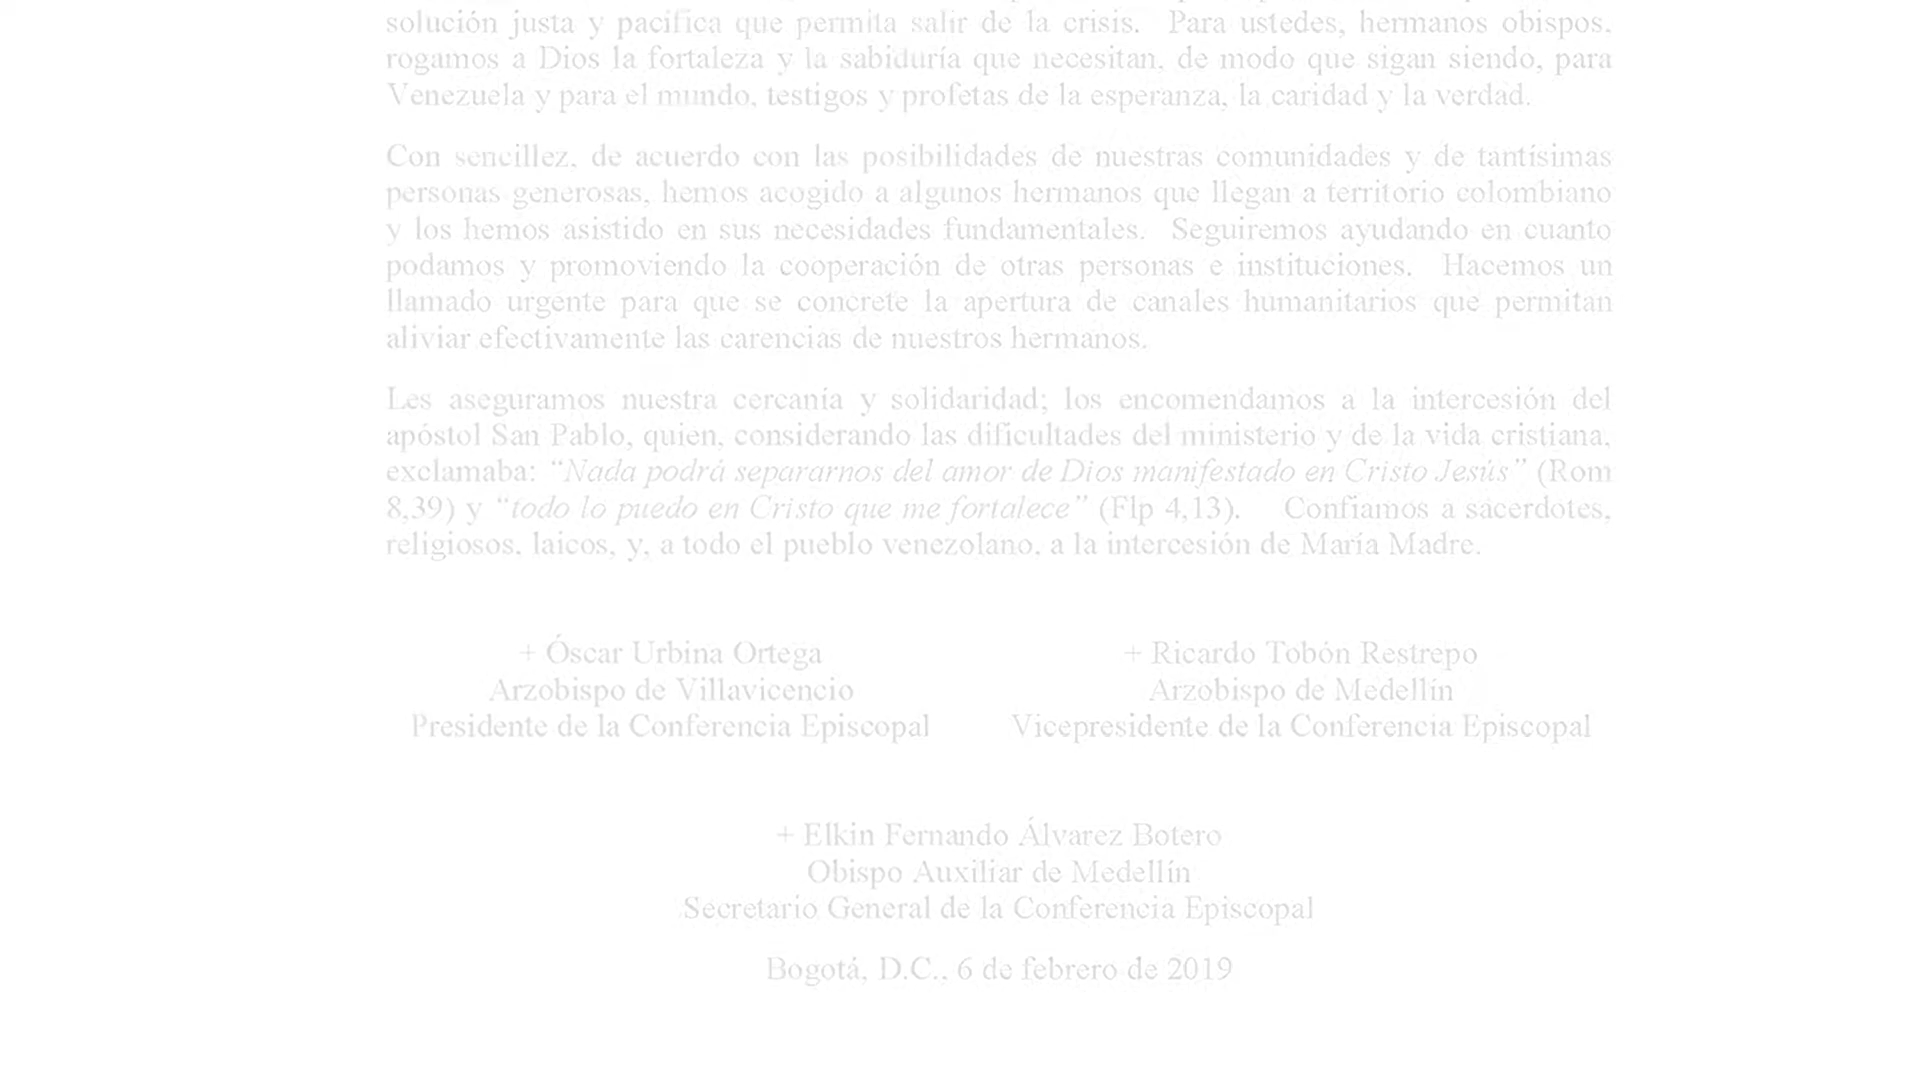 solución justa y pacífica que permita salir de la crisis. Para ustedes, hermanos obispos,
rogamos a Dios la fortaleza y la sabiduría que necesitan, de modo que sigan siendo, para
Venezuela y para el mundo, testigos y profetas de la esperanza, la caridad y la verdad.
Con sencillez, de acuerdo con las posibilidades de nuestras comunidades y de tantísimas
personas generosas, hemos acogido a algunos hermanos que llegan a territorio colombiano
y los hemos asistido en sus necesidades fundamentales. Seguiremos ayudando en cuanto
podamos y promoviendo la cooperación de otras personas e instituciones. Hacemos un
llamado urgente para que se concrete la apertura de canales humanitarios que permitan
aliviar efectivamente las carencias de nuestros hermanos.
Les aseguramos nuestra cercanía y solidaridad; los encomendamos a la intercesión del
apóstol San Pablo, quien, considerando las dificultades del ministerio y de la vida cristiana,
exclamaba: “Nada podrá separarnos del amor de Dios manifestado en Cristo Jesús” (Rom
8,39) y “todo lo puedo en Cristo que me fortalece” (Flp 4,13). Confiamos a sacerdotes,
religiosos, laicos, y, a todo el pueblo venezolano, a la intercesión de María Madre.
+ Óscar Urbina Ortega
Arzobispo de Villavicencio
Presidente de la Conferencia Episcopal
+ Ricardo Tobón Restrepo
Arzobispo de Medellín
Vicepresidente de la Conferencia Episcopal
+ Elkin Fernando Álvarez Botero
Obispo Auxiliar de Medellín
Secretario General de la Conferencia Episcopal
Bogotá, D.C., 6 de febrero de 2019